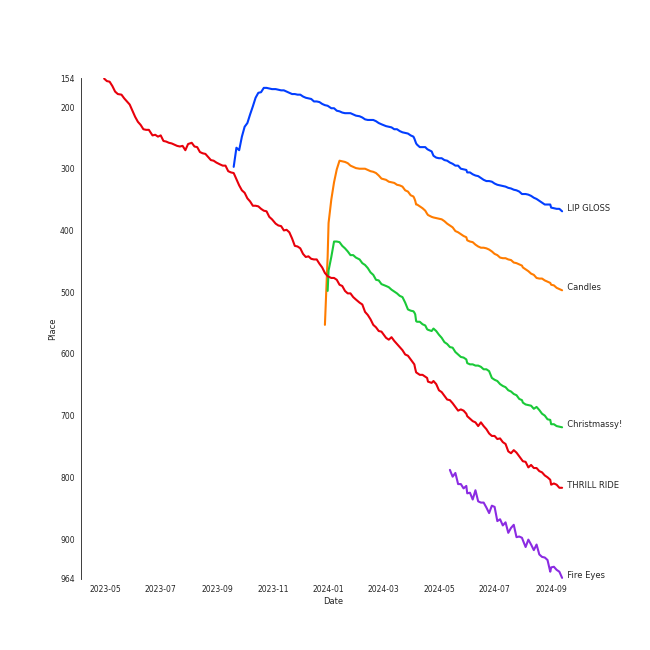 154
200
300
400
500
600
700
800
900
964
Place
2023-05
2023-07
2023-09
2023-11
2024-01
2024-03
2024-05
2024-07
2024-09
Date
LIP GLOSS
Candles
Christmassy!
THRILL RIDE
Fire Eyes